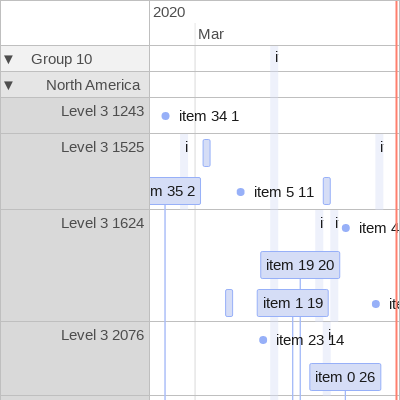 2020
Mar
▼ Group 10
i
▼ North America
Level 3 1243
item 34 1
Level 3 1525
i
i
m 35 2
item 5 11
Level 3 1624
i
i
item 4
item 19 20
item 1 19
ite
Level 3 2076
item 23 14
i
item 0 26